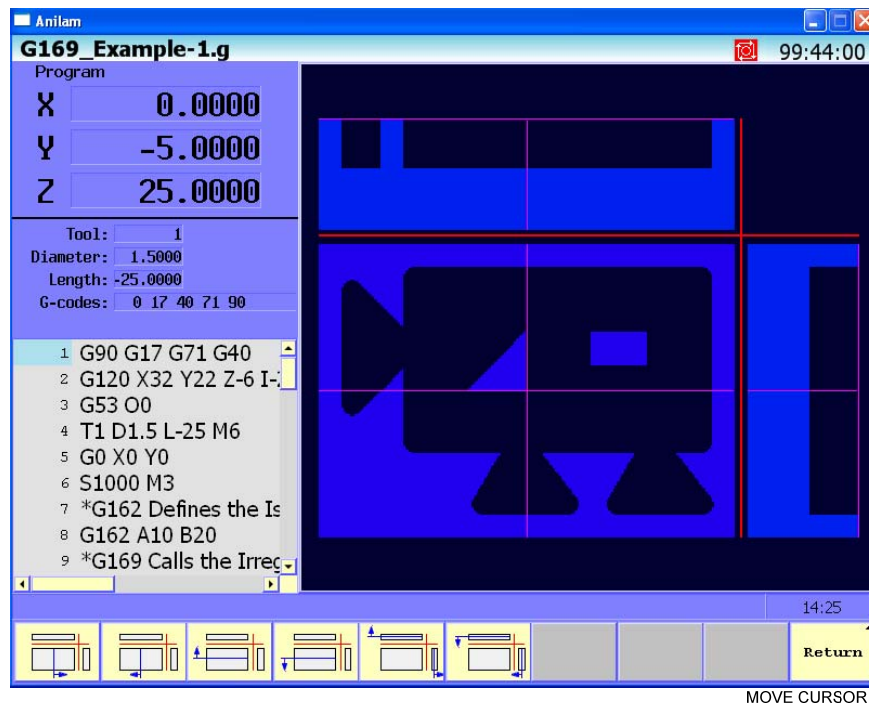 Anilam
G169_Example-1.g 99:44:00
Program
X 0.0000
Y -5.0000
Z 25.0000
Tool: 1
Diameter: 1.5000
Length: -25.0000
G-codes: 0 17 40 71 90
1 G90 G17 G71 G40
2 G120 X32 Y22 Z-6 I-
3 G53 O0
4 T1 D1.5 L-25 M6
5 G0 X0 Y0
6 S1000 M3
7 *G162 Defines the Is
8 G162 A10 B20
9 *G169 Calls the Irreg
14:25
Return
MOVE CURSOR